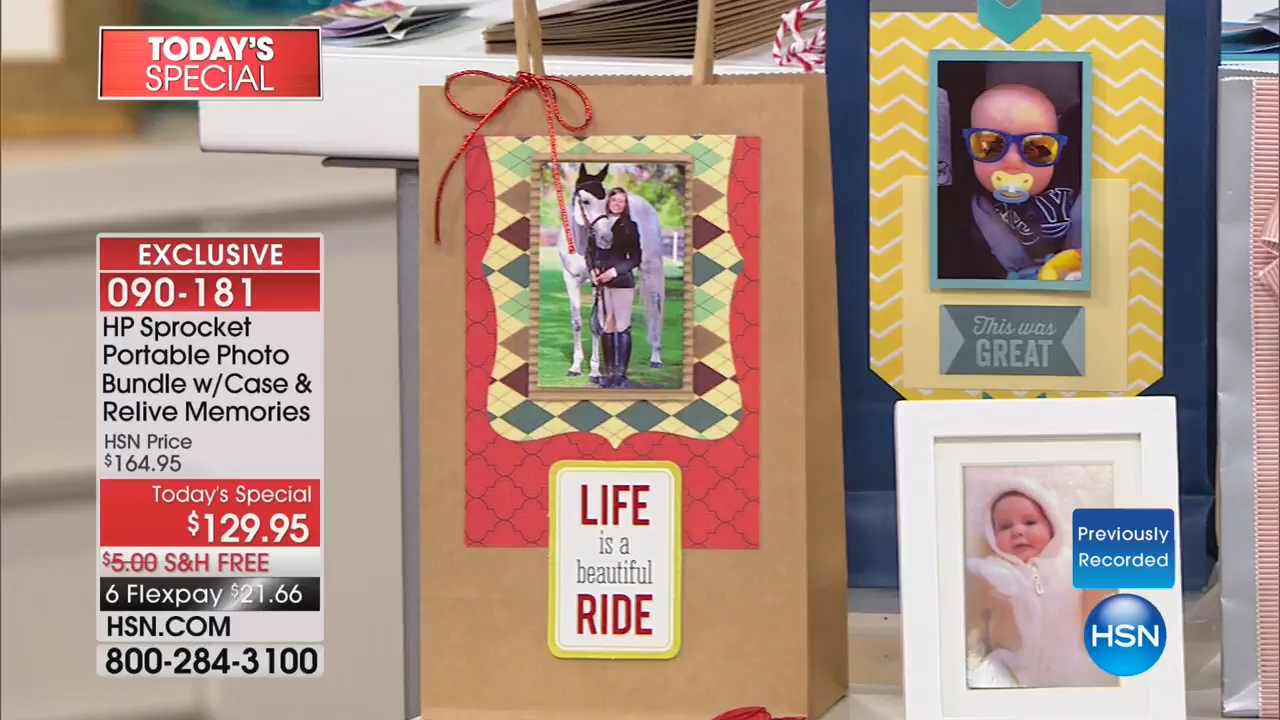 TODAY'S
SPECIAL
EXCLUSIVE
090-181
HP Sprocket
Portable Photo
Bundle w/Case &
Relive Memories
HSN Price
$164.95
Today's Special
$129.95
$5.00 S&H FREE
6 Flexpay $21.66
HSN.COM
800-284-3100
LIFE
is a
beautiful
RIDE
This was
GREAT
Previously
Recorded
HSN